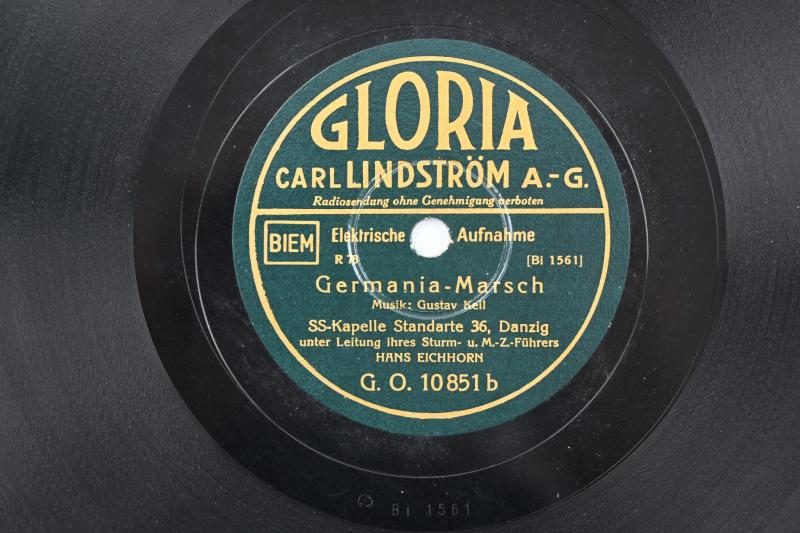 GLORIA
CARL LINDSTRÖM A.-G.
Radiosendung ohne Genehmigung verboten
BIEM Elektrische Aufnahme
R 78 [Bi 1561]
Germania-Marsch
Musik: Gustav Keil
SS-Kapelle Standarte 36, Danzig
unter Leitung ihres Sturm- u. M.-Z.-Führers
HANS EICHHORN
G. O. 10851 b
Bi 1561